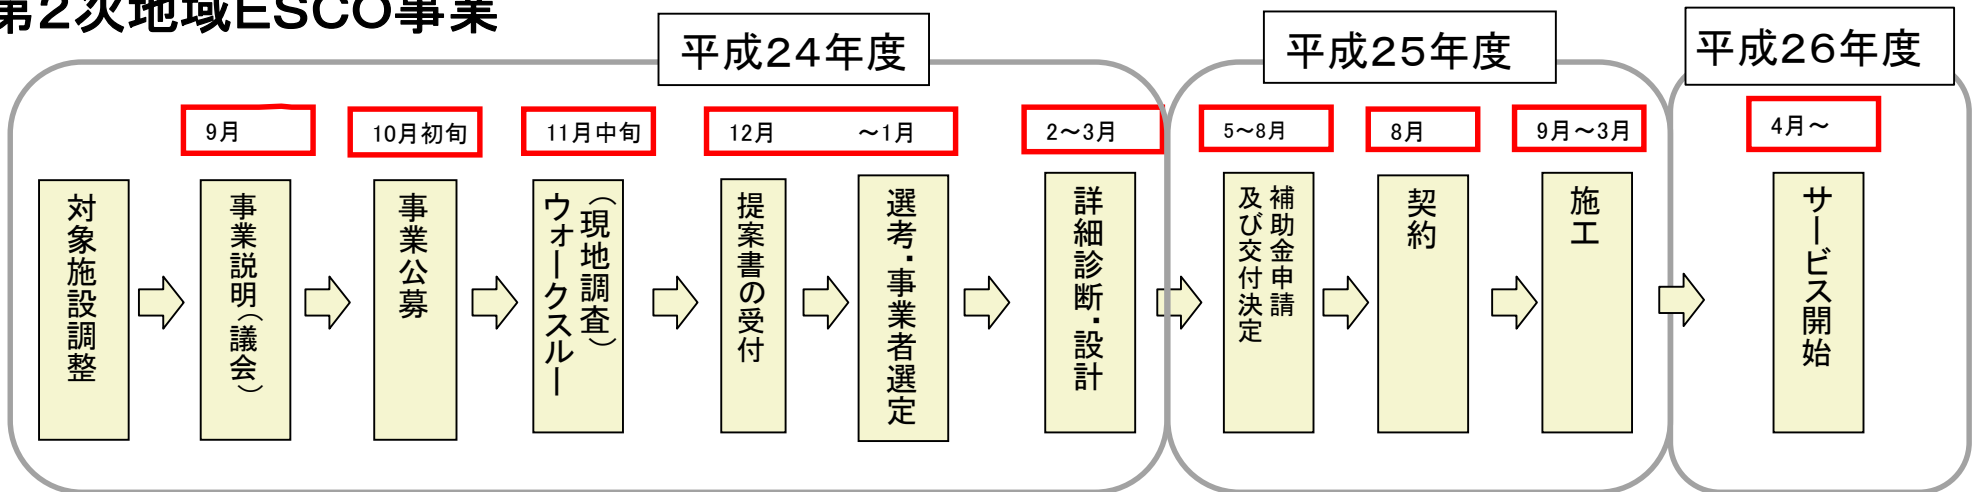 第2次地域ESCO事業
平成24年度
平成25年度
平成26年度
9月
10月初旬
11月中旬
12月 ～1月
2～3月
5～8月
8月
9月～3月
4月～
対象施設調整
事業説明（議会）
事業公募
（現地調査）
ウオークスルー
提案書の受付
選考・事業者選定
詳細診断・設計
補助金申請
及び交付決定
契約
施工
サービス開始